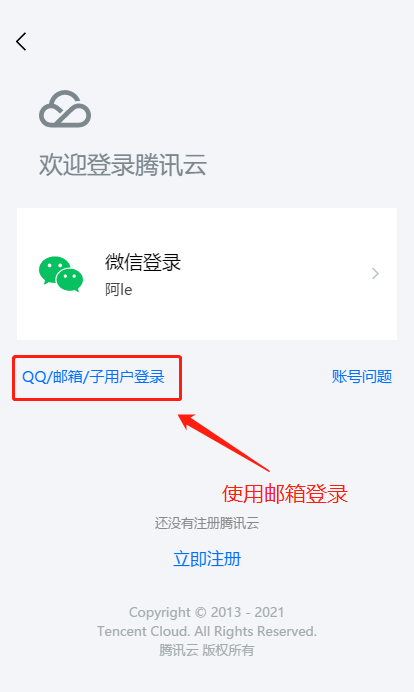 欢迎登录腾讯云
微信登录
阿le
QQ/邮箱/子用户登录
账号问题
使用邮箱登录
还没有注册腾讯云
立即注册
Copyright © 2013 - 2021
Tencent Cloud. All Rights Reserved.
腾讯云 版权所有